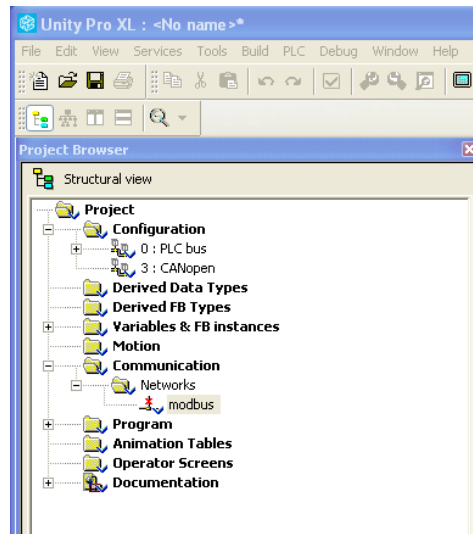 Unity Pro XL : <No name>*
File Edit View Services Tools Build PLC Debug Window Help
Project Browser
Structural view
Project
Configuration
0 : PLC bus
3 : CANopen
Derived Data Types
Derived FB Types
Variables & FB instances
Motion
Communication
Networks
modbus
Program
Animation Tables
Operator Screens
Documentation